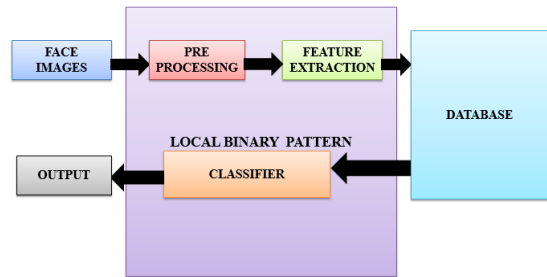 FACE
IMAGES
PRE
PROCESSING
FEATURE
EXTRACTION
DATABASE
LOCAL BINARY PATTERN
CLASSIFIER
OUTPUT